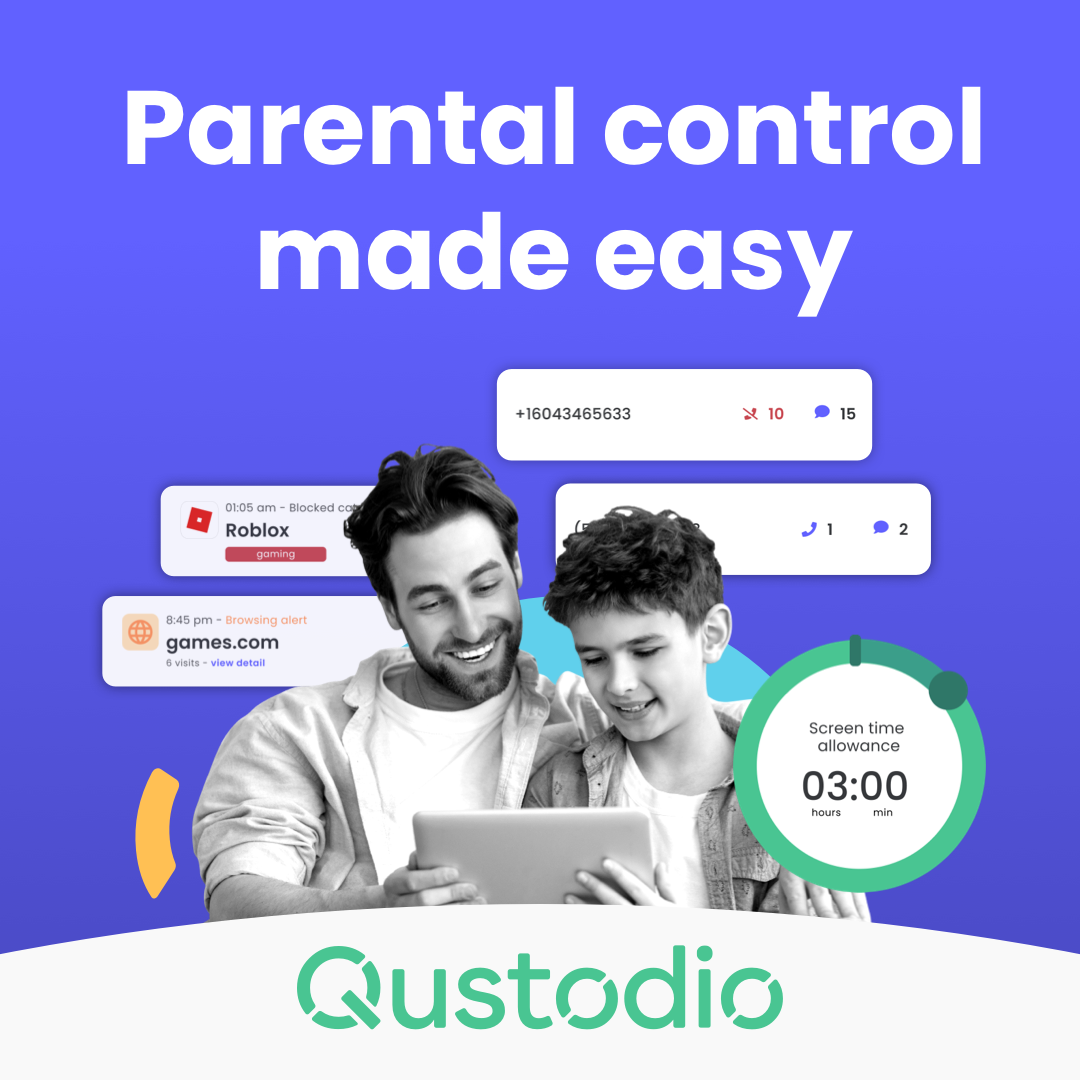 Parental control
made easy
+16043465633 10 15
01:05 am - Blocked
Roblox
gaming
1 2
8:45 pm - Browsing alert
games.com
6 visits - view detail
Screen time
allowance
03:00
hours min
Qustodio